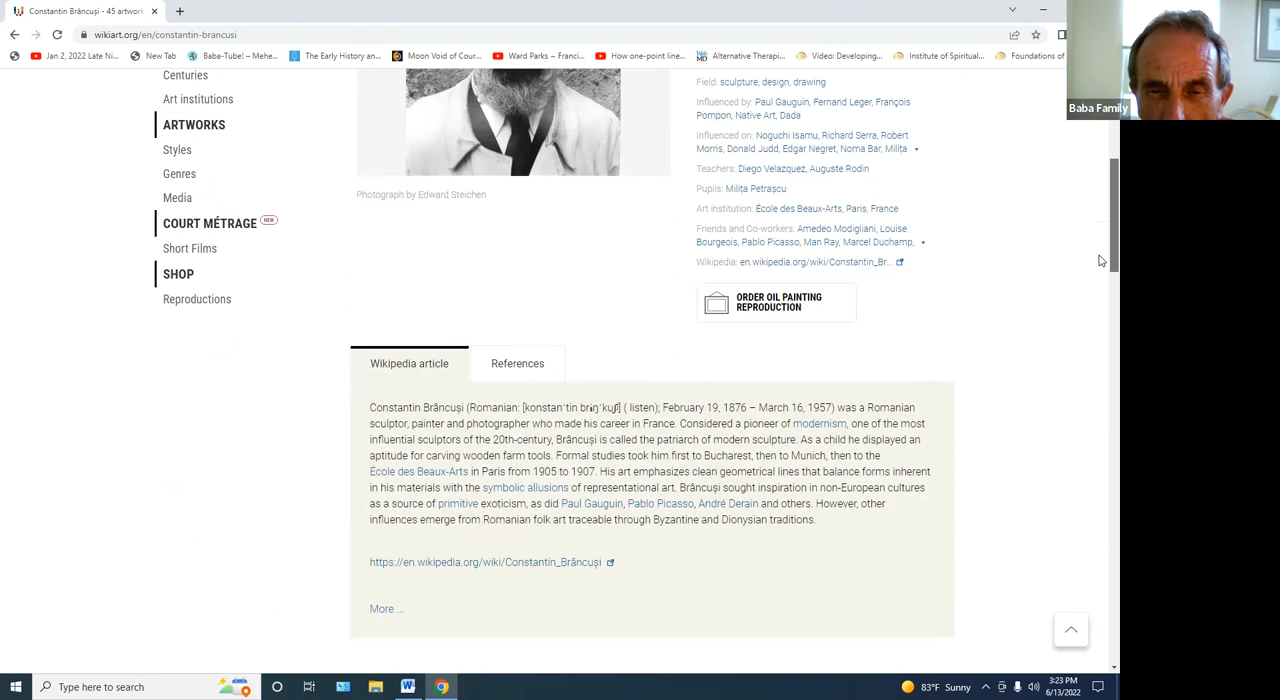 Constantin Brâncuși - 45 artwork
wikiart.org/en/constantin-brancusi
Jan 2, 2022 Late Ni...
New Tab
Baba-Tube! – Mehe...
The Early History an...
Moon Void of Cour...
Ward Parks – Franci...
How one-point line...
Alternative Therapi...
Video: Developing...
Institute of Spiritual...
Foundations of
Baba Family
Centuries
Art institutions
ARTWORKS
Styles
Genres
Media
COURT MÉTRAGE NEW
Short Films
SHOP
Reproductions
Photograph by Edward Steichen
Field: sculpture, design, drawing
Influenced by: Paul Gauguin, Fernand Leger, François
Pompon, Native Art, Dada
Influenced on: Noguchi Isamu, Richard Serra, Robert
Morris, Donald Judd, Edgar Negret, Noma Bar, Milița
Teachers: Diego Velazquez, Auguste Rodin
Pupils: Milița Petrașcu
Art institution: École des Beaux-Arts, Paris, France
Friends and Co-workers: Amedeo Modigliani, Louise
Bourgeois, Pablo Picasso, Man Ray, Marcel Duchamp,
Wikipedia: en.wikipedia.org/wiki/Constantin_Br...
ORDER OIL PAINTING
REPRODUCTION
Wikipedia article
References
Constantin Brâncuși (Romanian: [konstanˈtin brɨŋˈkuʃʲ] ( listen); February 19, 1876 – March 16, 1957) was a Romanian
sculptor, painter and photographer who made his career in France. Considered a pioneer of modernism, one of the most
influential sculptors of the 20th-century, Brâncuși is called the patriarch of modern sculpture. As a child he displayed an
aptitude for carving wooden farm tools. Formal studies took him first to Bucharest, then to Munich, then to the
École des Beaux-Arts in Paris from 1905 to 1907. His art emphasizes clean geometrical lines that balance forms inherent
in his materials with the symbolic allusions of representational art. Brâncuși sought inspiration in non-European cultures
as a source of primitive exoticism, as did Paul Gauguin, Pablo Picasso, André Derain and others. However, other
influences emerge from Romanian folk art traceable through Byzantine and Dionysian traditions.
https://en.wikipedia.org/wiki/Constantin_Brâncuși
More ...
Type here to search
83°F Sunny
3:23 PM
6/13/2022